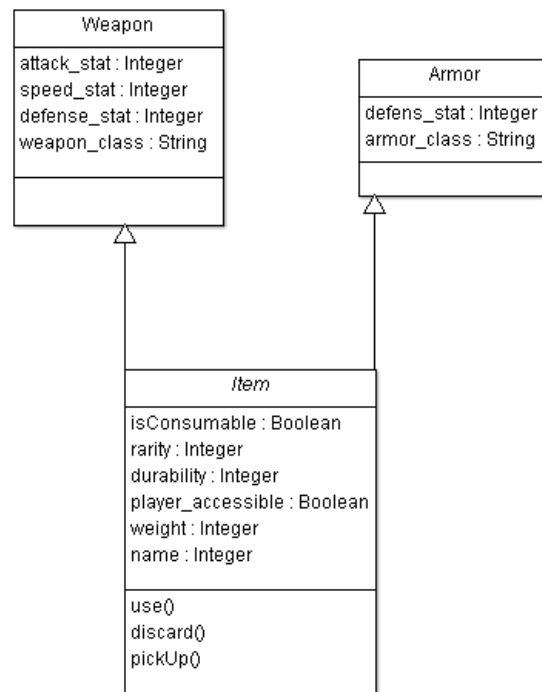 Weapon
attack_stat : Integer
speed_stat : Integer
defense_stat : Integer
weapon_class : String
Armor
defens_stat : Integer
armor_class : String
Item
isConsumable : Boolean
rarity : Integer
durability : Integer
player_accessible : Boolean
weight : Integer
name : Integer
use()
discard()
pickUp()